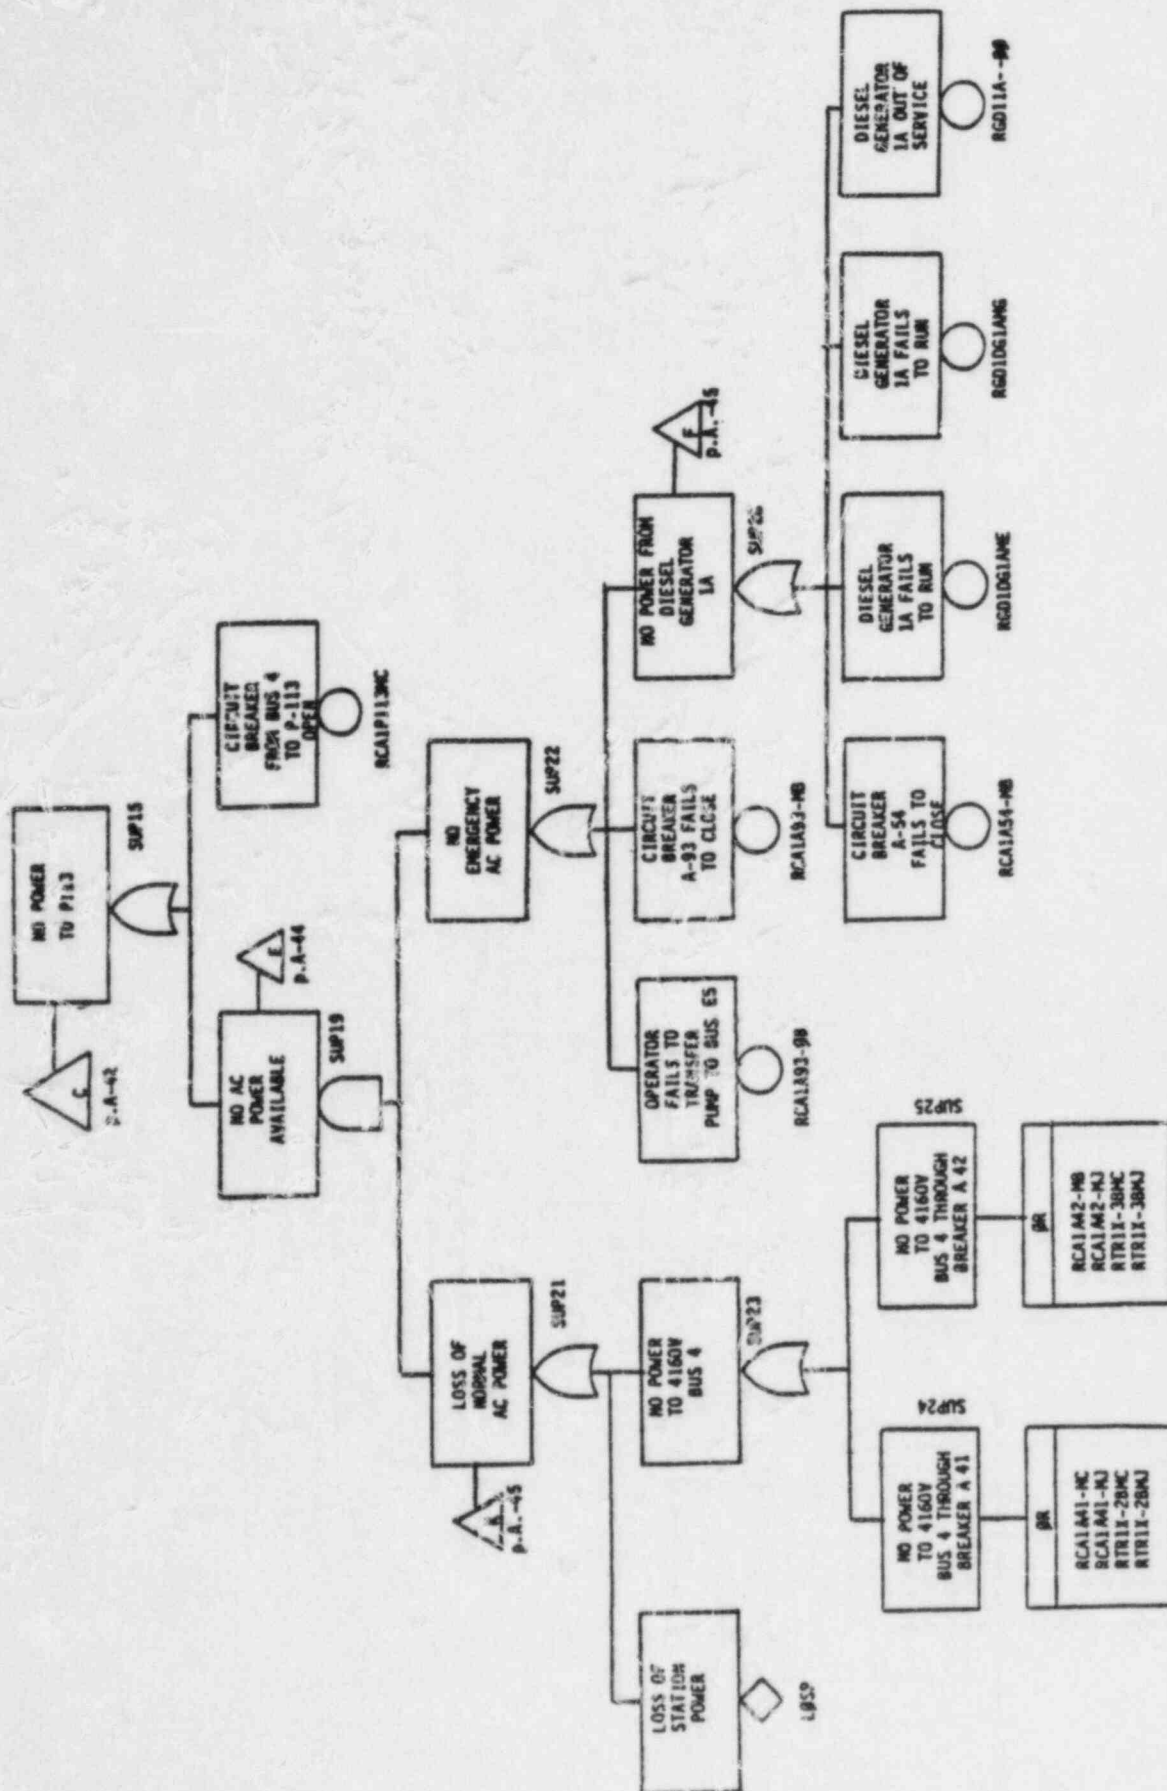 NO POWER
TO P113
SUP15
C
p.A-42
NO AC
POWER
AVAILABLE
SUP19
E
p.A-44
CIRCUIT
BREAKER
FROM BUS 4
TO P-113
OPEN
RCA1P113MC
LOSS OF
NORMAL
AC POWER
SUP21
p.A.-45
NO
EMERGENCY
AC POWER
SUP22
LOSS OF
STATION
POWER
LØSP
NO POWER
TO 4160V
BUS 4
SUP23
OPERATOR
FAILS TO
TRANSFER
PUMP TO BUS E5
RCA1A93-ØB
CIRCUIT
BREAKER
A-93 FAILS
TO CLOSE
RCA1A93-MB
NO POWER FROM
DIESEL
GENERATOR
1A
SUP26
F
p.A.-45
NO POWER
TO 4160V
BUS 4 THROUGH
BREAKER A 41
SUP24
ØR
RCA1A41-MC
RCA1A41-MJ
RTR1X-2BMC
RTR1X-2BMJ
NO POWER
TO 4160V
BUS 4 THROUGH
BREAKER A 42
SUP25
ØR
RCA1A42-MB
RCA1A42-MJ
RTR1X-3BMC
RTR1X-3BMJ
CIRCUIT
BREAKER
A-54
FAILS TO
CLOSE
RCA1A54-MB
DIESEL
GENERATOR
1A FAILS
TO RUN
RGD1DG1AME
DIESEL
GENERATOR
1A FAILS
TO RUN
RGD1DG1AMG
DIESEL
GENERATOR
1A OUT OF
SERVICE